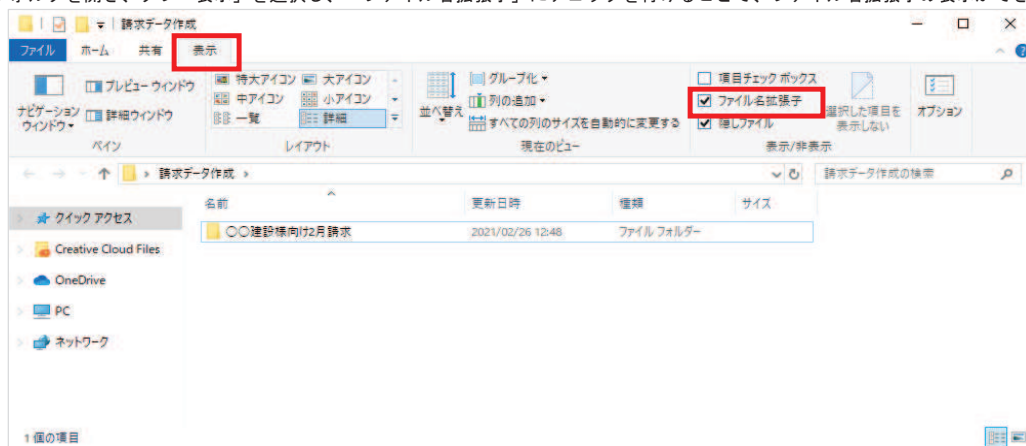 請求データ作成
ファイル ホーム 共有 表示
ナビゲーション ウィンドウ
プレビュー ウィンドウ
詳細ウィンドウ
ペイン
特大アイコン 大アイコン
中アイコン 小アイコン
一覧 詳細
レイアウト
並べ替え
グループ化
列の追加
すべての列のサイズを自動的に変更する
現在のビュー
項目チェック ボックス
ファイル名拡張子
隠しファイル
選択した項目を
表示しない
表示/非表示
オプション
請求データ作成
請求データ作成の検索
名前 更新日時 種類 サイズ
クイック アクセス
〇〇建設様向け2月請求 2021/02/26 12:48 ファイル フォルダー
Creative Cloud Files
OneDrive
PC
ネットワーク
1 個の項目